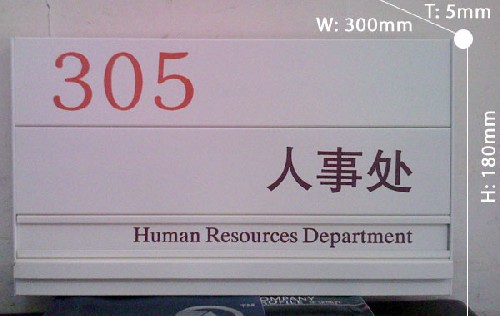 T: 5mm
W: 300mm
305
H: 180mm
人事处
Human Resources Department